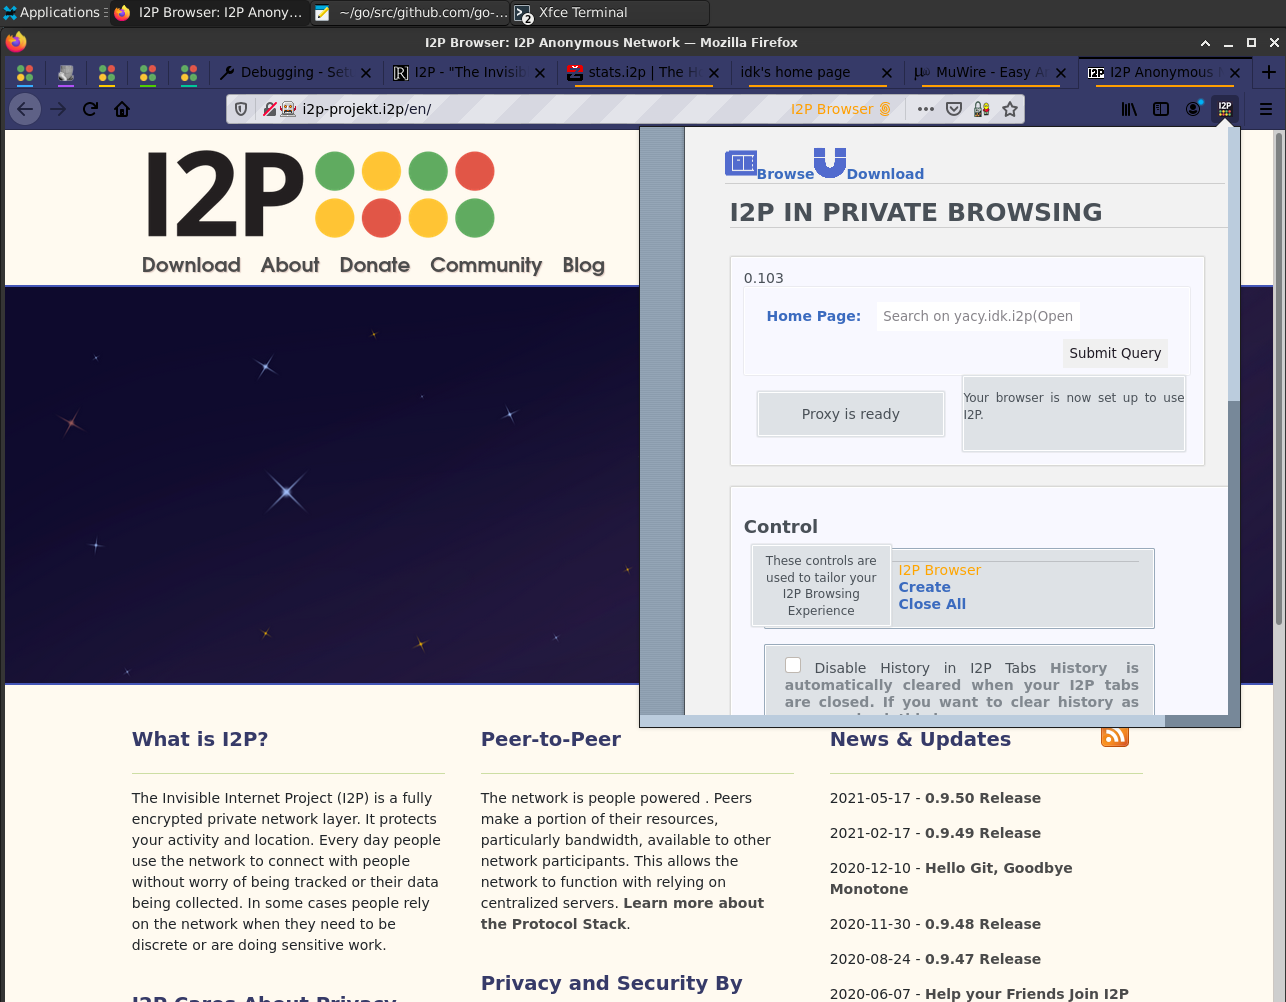 Applications
I2P Browser: I2P Anony...
~/go/src/github.com/go-...
2
Xfce Terminal
I2P Browser: I2P Anonymous Network — Mozilla Firefox
Debugging - Set
I2P - "The Invisib
stats.i2p | The H
idk's home page
MuWire - Easy A
I2P Anonymous
i2p-projekt.i2p/en/
I2P Browser
I2P
I2P
Download
About
Donate
Community
Blog
Browse
Download
I2P IN PRIVATE BROWSING
0.103
Home Page:
Search on yacy.idk.i2p(Open
Submit Query
Proxy is ready
Your browser is now set up to use
I2P.
Control
These controls are
used to tailor your
I2P Browsing
Experience
I2P Browser
Create
Close All
Disable History in I2P Tabs History is
automatically cleared when your I2P tabs
are closed. If you want to clear history as
What is I2P?
The Invisible Internet Project (I2P) is a fully
encrypted private network layer. It protects
your activity and location. Every day people
use the network to connect with people
without worry of being tracked or their data
being collected. In some cases people rely
on the network when they need to be
discrete or are doing sensitive work.
I2P Cares About Privacy
Peer-to-Peer
The network is people powered . Peers
make a portion of their resources,
particularly bandwidth, available to other
network participants. This allows the
network to function with relying on
centralized servers. Learn more about
the Protocol Stack.
Privacy and Security By
News & Updates
2021-05-17 - 0.9.50 Release
2021-02-17 - 0.9.49 Release
2020-12-10 - Hello Git, Goodbye
Monotone
2020-11-30 - 0.9.48 Release
2020-08-24 - 0.9.47 Release
2020-06-07 - Help your Friends Join I2P